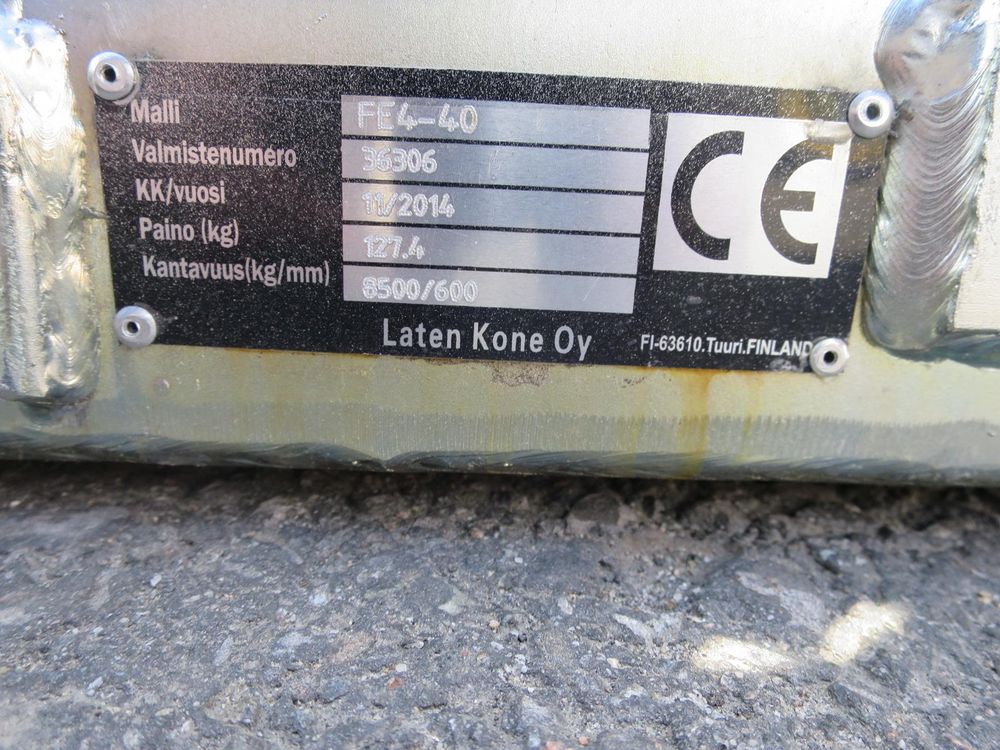 Malli FE4-40
Valmistenumero 36306
KK/vuosi 11/2014
Paino (kg) 127.4
Kantavuus(kg/mm) 8500/600
CE
Laten Kone Oy FI-63610.Tuuri.FINLAND